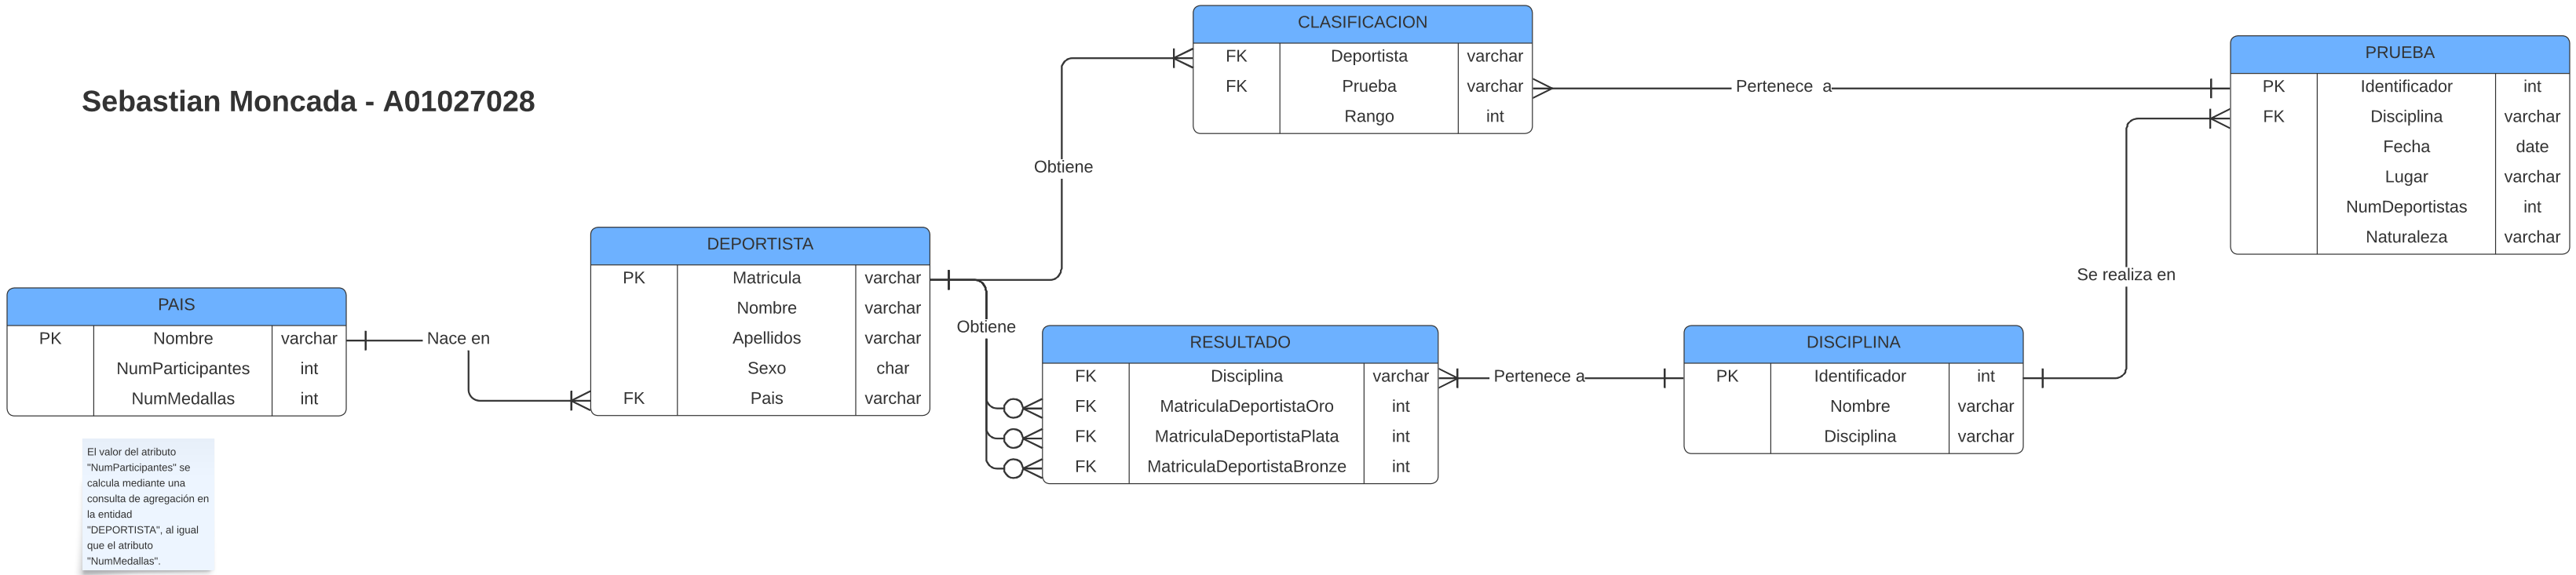 Sebastian Moncada - A01027028
CLASIFICACION
FK Deportista varchar
FK Prueba varchar
Rango int
PRUEBA
PK Identificador int
FK Disciplina varchar
Fecha date
Lugar varchar
NumDeportistas int
Naturaleza varchar
Pertenece a
Obtiene
Se realiza en
DEPORTISTA
PK Matricula varchar
Nombre varchar
Apellidos varchar
Sexo char
FK Pais varchar
PAIS
PK Nombre varchar
NumParticipantes int
NumMedallas int
Nace en
Obtiene
RESULTADO
FK Disciplina varchar
FK MatriculaDeportistaOro int
FK MatriculaDeportistaPlata int
FK MatriculaDeportistaBronze int
Pertenece a
DISCIPLINA
PK Identificador int
Nombre varchar
Disciplina varchar
El valor del atributo
"NumParticipantes" se
calcula mediante una
consulta de agregación en
la entidad
"DEPORTISTA", al igual
que el atributo
"NumMedallas".